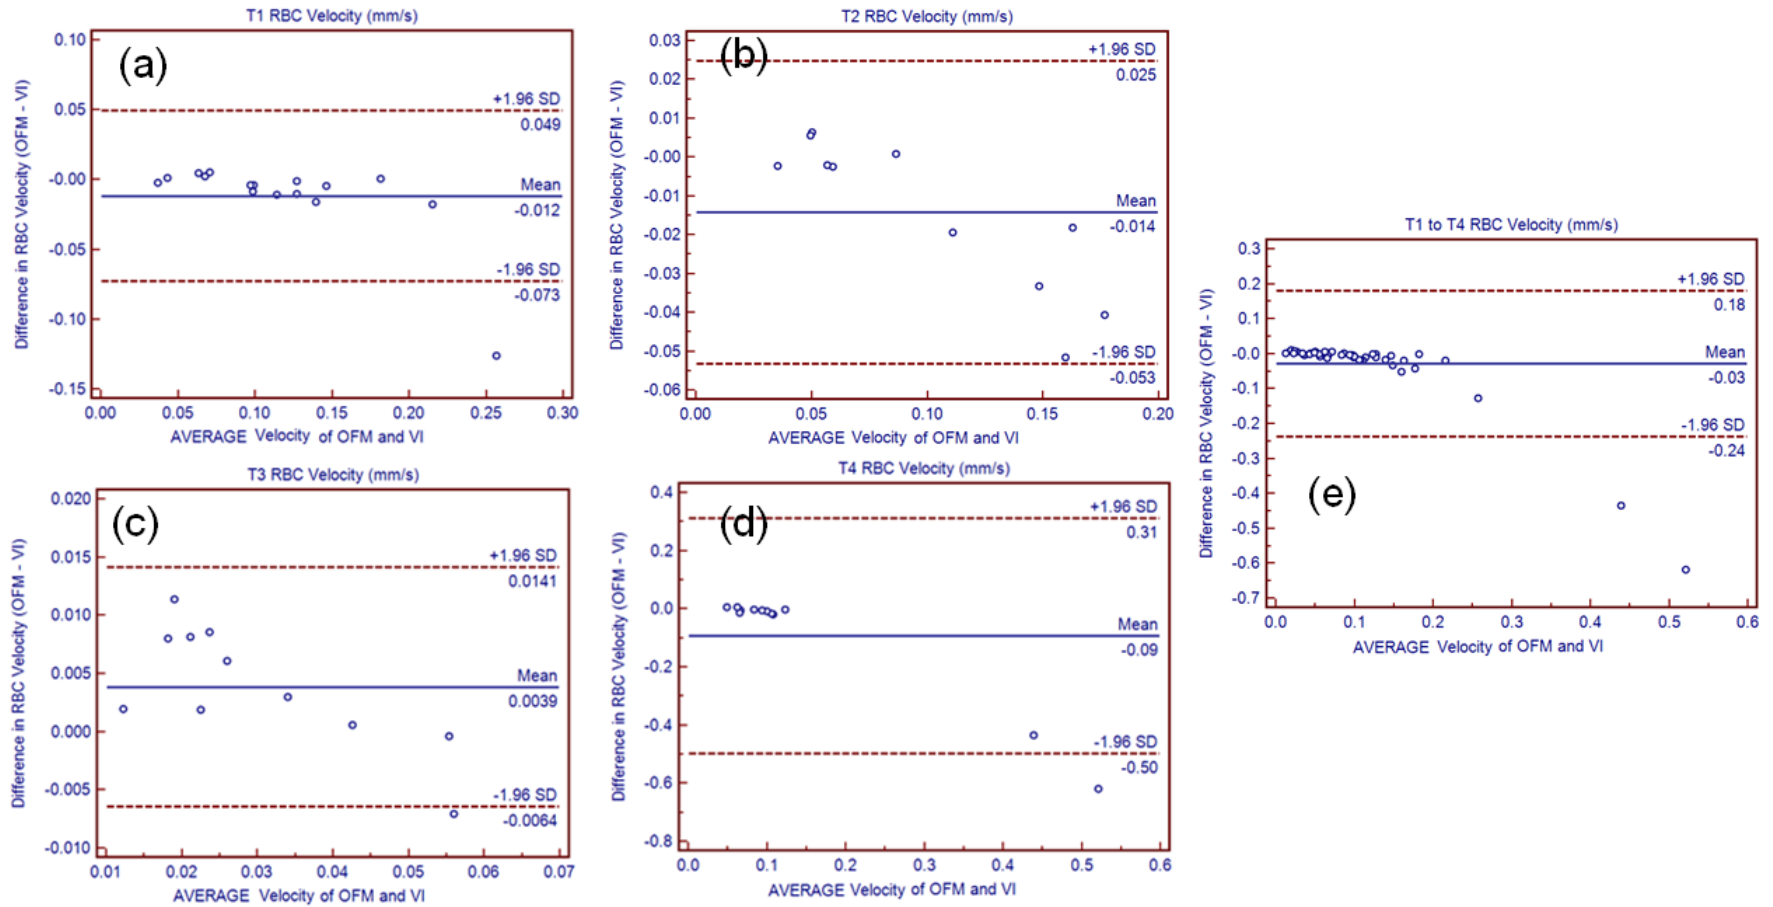 T1 RBC Velocity (mm/s)
(a)
Difference in RBC Velocity (OFM - VI)
0.10
0.05
-0.00
-0.05
-0.10
-0.15
+1.96 SD
0.049
Mean
-0.012
-1.96 SD
-0.073
0.00 0.05 0.10 0.15 0.20 0.25 0.30
AVERAGE Velocity of OFM and VI
T2 RBC Velocity (mm/s)
(b)
Difference in RBC Velocity (OFM - VI)
0.03
0.02
0.01
-0.00
-0.01
-0.02
-0.03
-0.04
-0.05
-0.06
+1.96 SD
0.025
Mean
-0.014
-1.96 SD
-0.053
0.00 0.05 0.10 0.15 0.20
AVERAGE Velocity of OFM and VI
T3 RBC Velocity (mm/s)
(c)
Difference in RBC Velocity (OFM - VI)
0.020
0.015
0.010
0.005
0.000
-0.005
-0.010
+1.96 SD
0.0141
Mean
0.0039
-1.96 SD
-0.0064
0.01 0.02 0.03 0.04 0.05 0.06 0.07
AVERAGE Velocity of OFM and VI
T4 RBC Velocity (mm/s)
(d)
Difference in RBC Velocity (OFM - VI)
0.4
0.2
0.0
-0.2
-0.4
-0.6
-0.8
+1.96 SD
0.31
Mean
-0.09
-1.96 SD
-0.50
0.0 0.1 0.2 0.3 0.4 0.5 0.6
AVERAGE Velocity of OFM and VI
T1 to T4 RBC Velocity (mm/s)
(e)
Difference in RBC Velocity (OFM - VI)
0.3
0.2
0.1
-0.0
-0.1
-0.2
-0.3
-0.4
-0.5
-0.6
-0.7
+1.96 SD
0.18
Mean
-0.03
-1.96 SD
-0.24
0.0 0.1 0.2 0.3 0.4 0.5 0.6
AVERAGE Velocity of OFM and VI